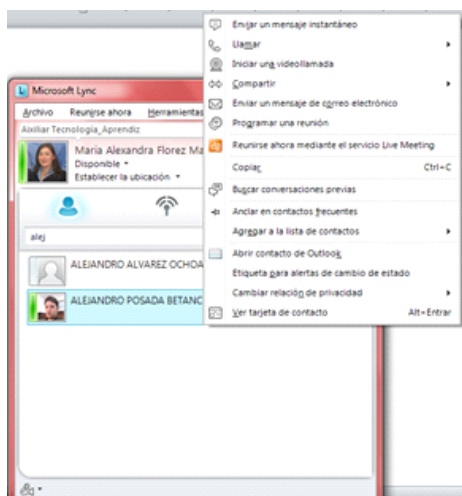 Microsoft Lync
Archivo Reunirse ahora Herramientas
Aixiliar Tecnología_Aprendiz
Maria Alexandra Florez Ma
Disponible
Establecer la ubicación
alej
ALEJANDRO ALVAREZ OCHOA
ALEJANDRO POSADA BETANC
Enviar un mensaje instantáneo
Llamar
Iniciar una videollamada
Compartir
Enviar un mensaje de correo electrónico
Programar una reunión
Reunirse ahora mediante el servicio Live Meeting
Copiar Ctrl+C
Buscar conversaciones previas
Anclar en contactos frecuentes
Agregar a la lista de contactos
Abrir contacto de Outlook
Etiqueta para alertas de cambio de estado
Cambiar relación de privacidad
Ver tarjeta de contacto Alt+Entrar